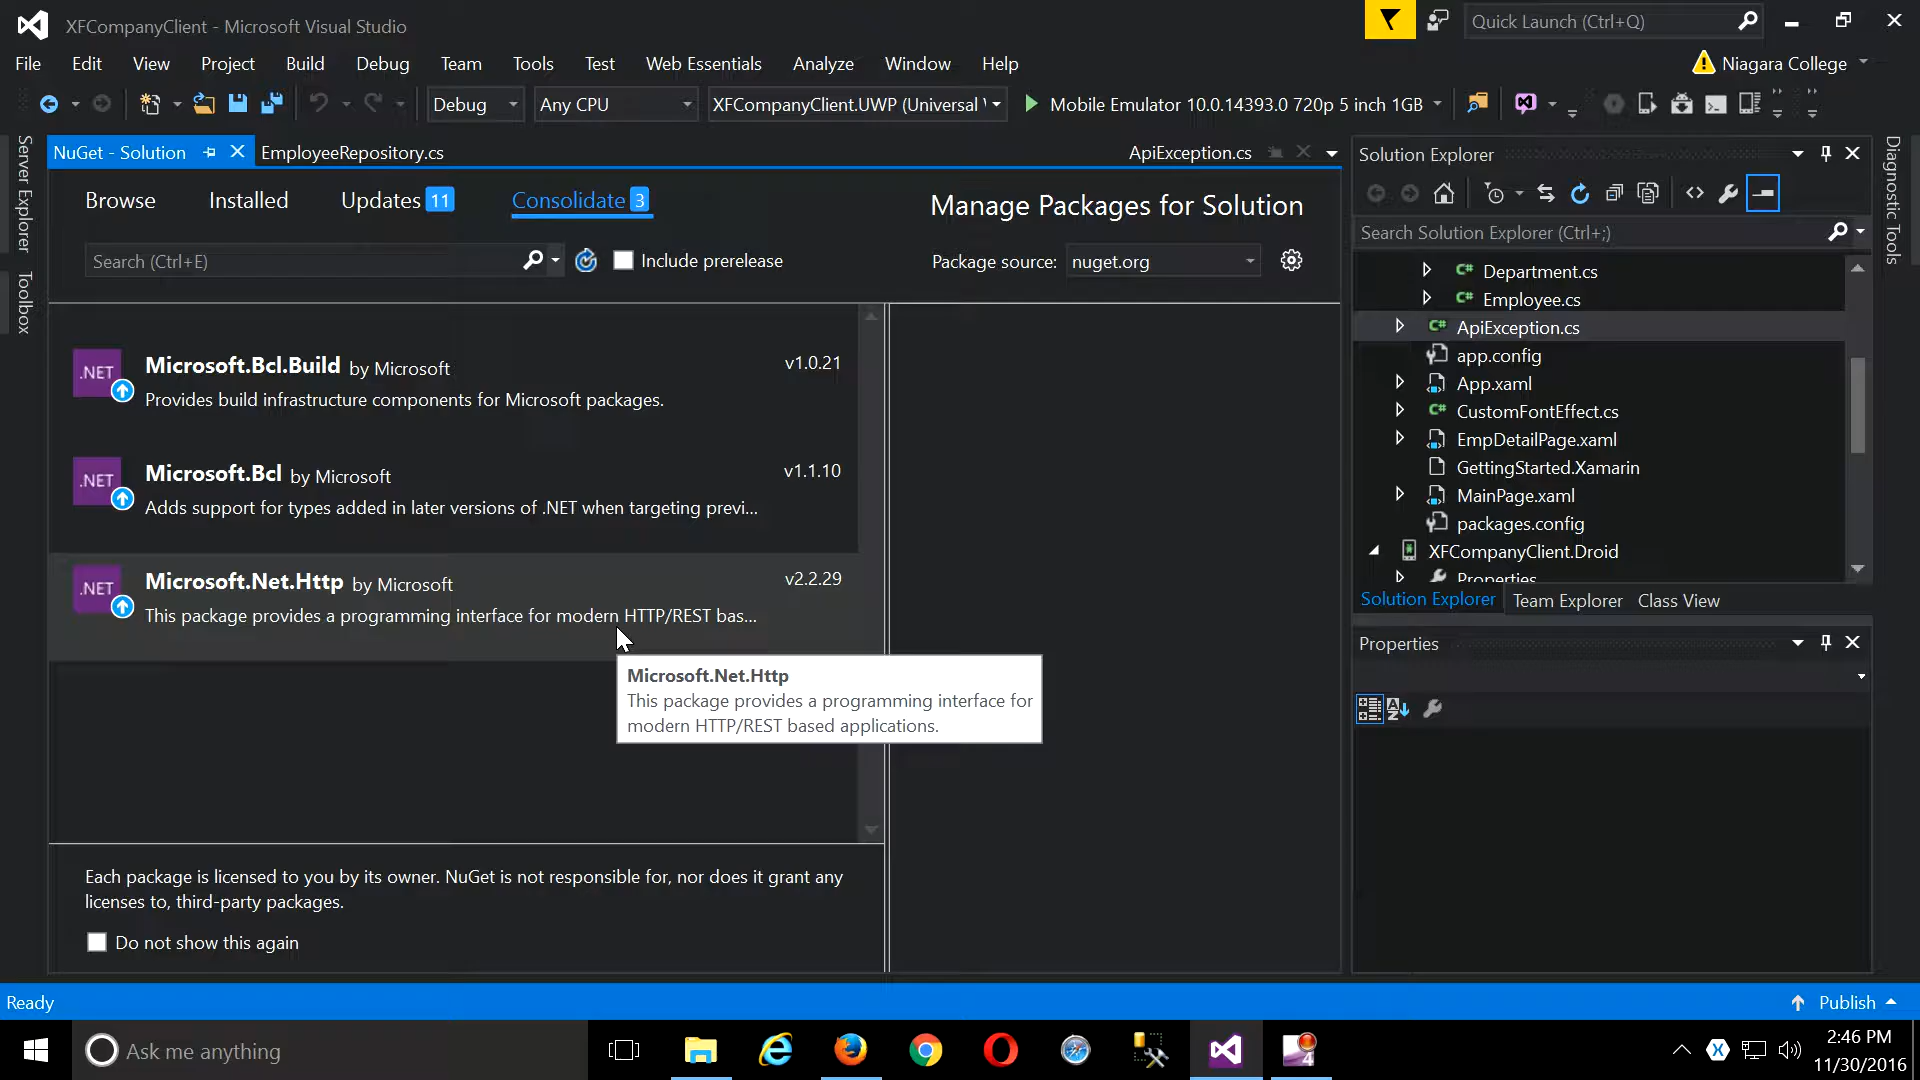 XFCompanyClient - Microsoft Visual Studio
Quick Launch (Ctrl+Q)
File Edit View Project Build Debug Team Tools Test Web Essentials Analyze Window Help
Niagara College
Debug Any CPU XFCompanyClient.UWP (Universal Mobile Emulator 10.0.14393.0 720p 5 inch 1GB
Server Explorer
Toolbox
NuGet - Solution EmployeeRepository.cs ApiException.cs
Browse Installed Updates 11 Consolidate 3
Manage Packages for Solution
Search (Ctrl+E) Include prerelease
Package source: nuget.org
.NET Microsoft.Bcl.Build by Microsoft v1.0.21
Provides build infrastructure components for Microsoft packages.
.NET Microsoft.Bcl by Microsoft v1.1.10
Adds support for types added in later versions of .NET when targeting previ...
.NET Microsoft.Net.Http by Microsoft v2.2.29
This package provides a programming interface for modern HTTP/REST bas...
Microsoft.Net.Http
This package provides a programming interface for
modern HTTP/REST based applications.
Each package is licensed to you by its owner. NuGet is not responsible for, nor does it grant any
licenses to, third-party packages.
Do not show this again
Solution Explorer
Search Solution Explorer (Ctrl+;)
C# Department.cs
C# Employee.cs
C# ApiException.cs
app.config
App.xaml
C# CustomFontEffect.cs
EmpDetailPage.xaml
GettingStarted.Xamarin
MainPage.xaml
packages.config
XFCompanyClient.Droid
Properties
Solution Explorer Team Explorer Class View
Properties
Diagnostic Tools
Ready
Publish
Ask me anything
4
2:46 PM
11/30/2016